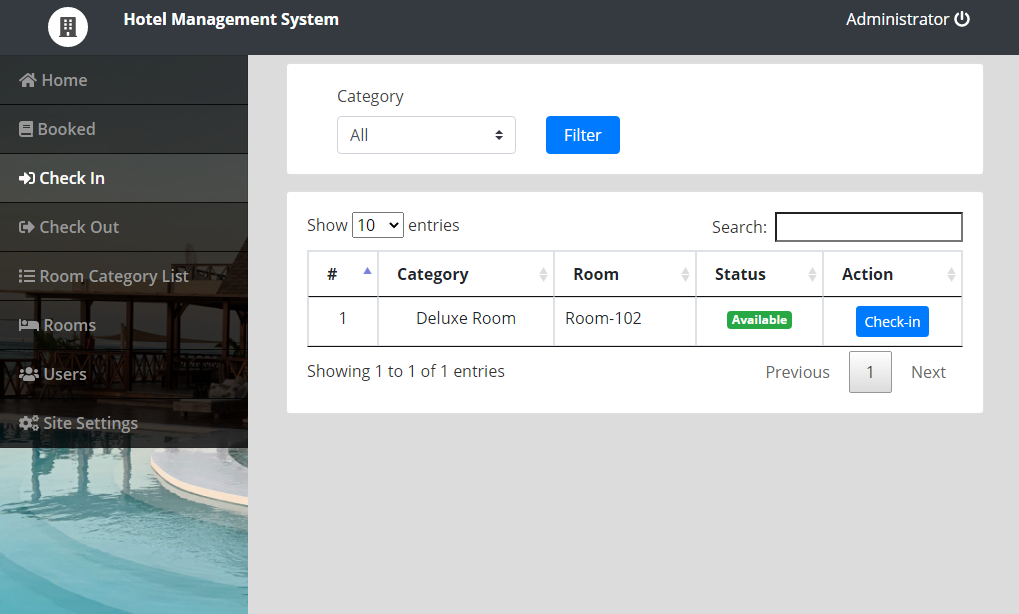 Hotel Management System
Administrator
Home
Booked
Check In
Check Out
Room Category List
Rooms
Users
Site Settings
Category
All
Filter
Show 10 entries
Search:
# Category Room Status Action
1 Deluxe Room Room-102 Available Check-in
Showing 1 to 1 of 1 entries
Previous 1 Next